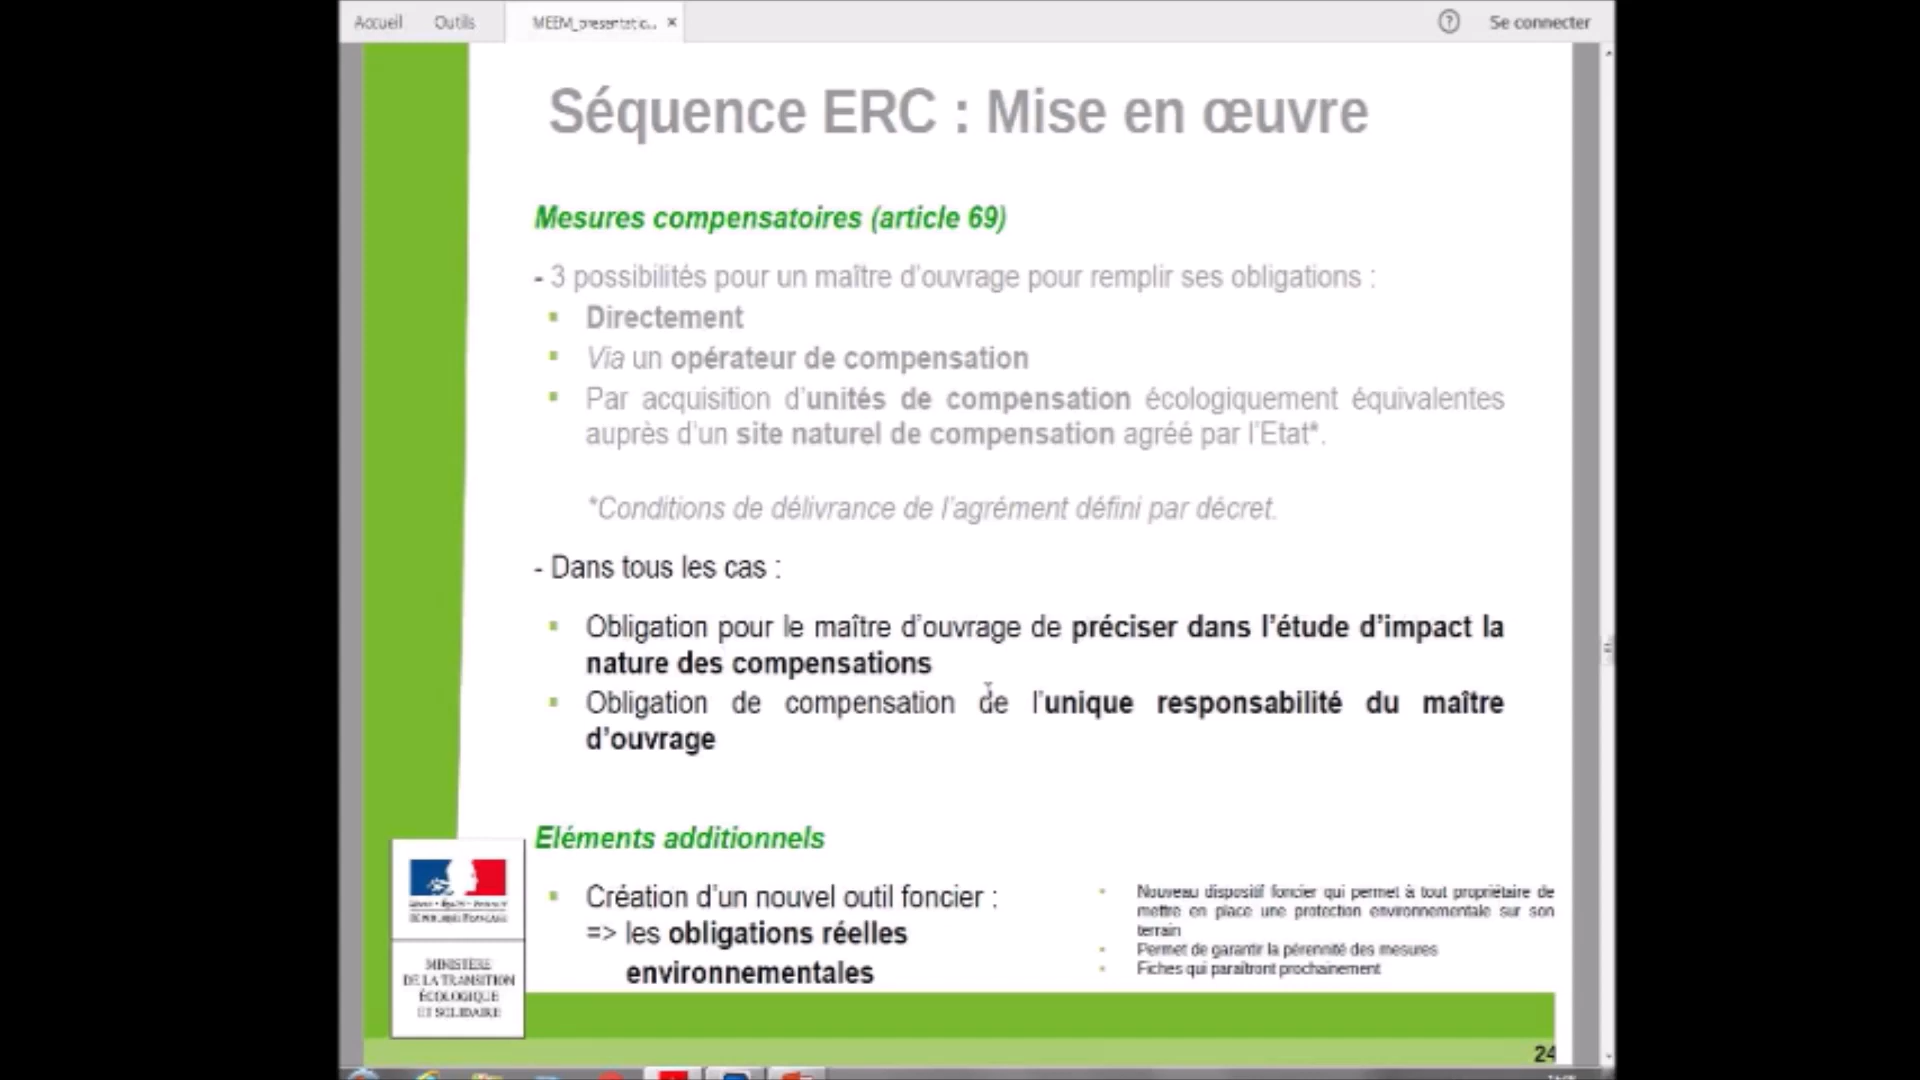 Accueil Outils MEEM_presentatio... × ? Se connecter
Séquence ERC : Mise en œuvre
Mesures compensatoires (article 69)
- 3 possibilités pour un maître d’ouvrage pour remplir ses obligations :
▪ Directement
▪ Via un opérateur de compensation
▪ Par acquisition d’unités de compensation écologiquement équivalentes
auprès d’un site naturel de compensation agréé par l’Etat*.
*Conditions de délivrance de l’agrément défini par décret.
- Dans tous les cas :
▪ Obligation pour le maître d’ouvrage de préciser dans l’étude d’impact la
nature des compensations
▪ Obligation de compensation de l’unique responsabilité du maître
d’ouvrage
Eléments additionnels
▪ Création d’un nouvel outil foncier :
=> les obligations réelles
environnementales
▪ Nouveau dispositif foncier qui permet à tout propriétaire de
mettre en place une protection environnementale sur son
terrain
▪ Permet de garantir la pérennité des mesures
▪ Fiches qui paraîtront prochainement
Liberté • Égalité • Fraternité
RÉPUBLIQUE FRANÇAISE
MINISTÈRE
DE LA TRANSITION
ÉCOLOGIQUE
ET SOLIDAIRE
24